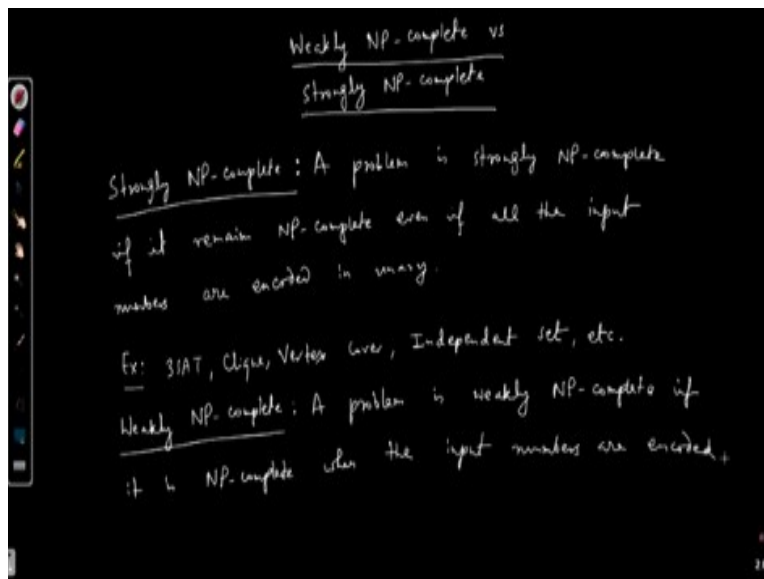 Weakly NP-complete vs
Strongly NP-complete
Strongly NP-complete : A problem is strongly NP-complete
if it remain NP-complete even if all the input
numbers are encoded in unary.
Ex: 3SAT, Clique, Vertex cover, Independent set, etc.
Weakly NP-complete : A problem is weakly NP-complete if
it is NP-complete when the input numbers are encoded